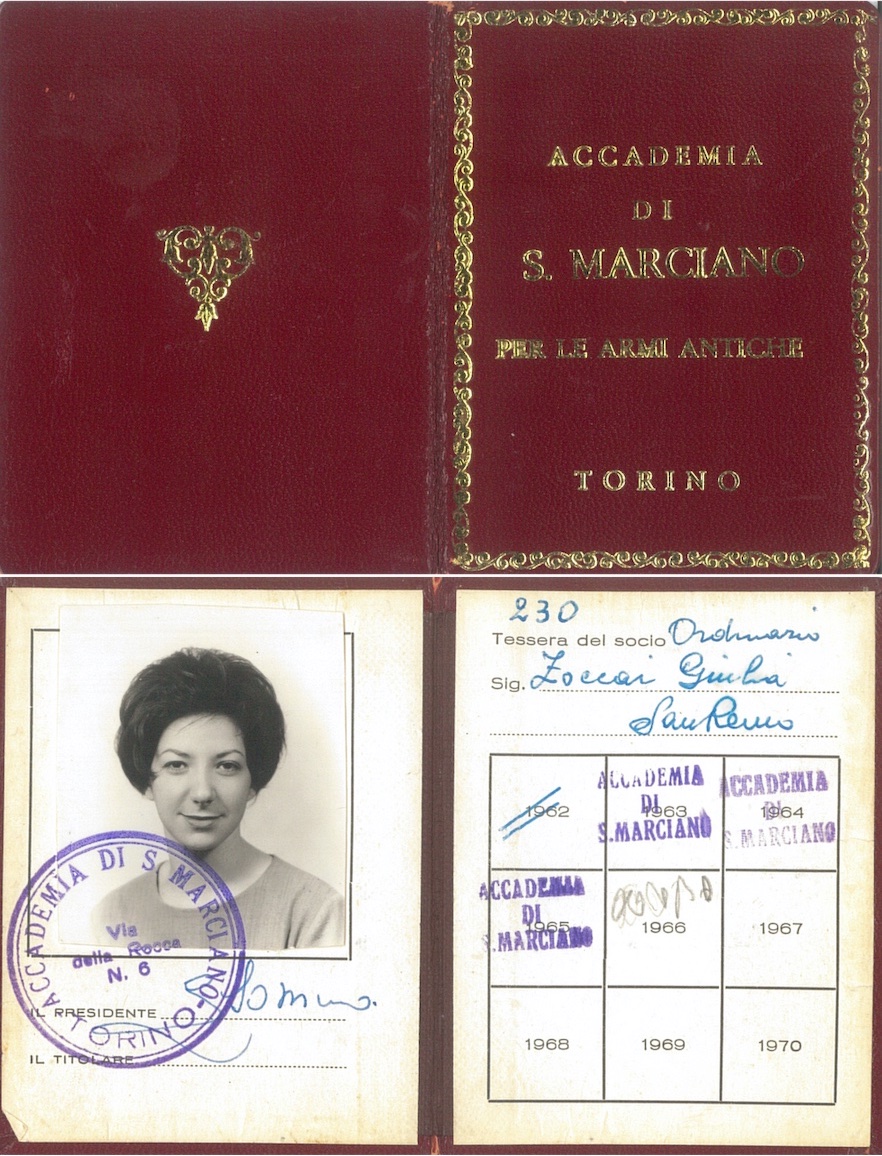 ACCADEMIA
DI
S. MARCIANO
PER LE ARMI ANTICHE
TORINO
ACCADEMIA DI S MARCIANO-
Via
della Rocca
N. 6
TORINO-
IL PRESIDENTE
IL TITOLARE
230
Tessera del socio Ordinario
Sig. Zoccai Giulia
San Remo
1962
ACCADEMIA
DI
S.MARCIANO
1963
ACCADEMIA
DI
S.MARCIANO
1964
ACCADEMIA
DI
S.MARCIANO
1965
1966
1967
1968
1969
1970